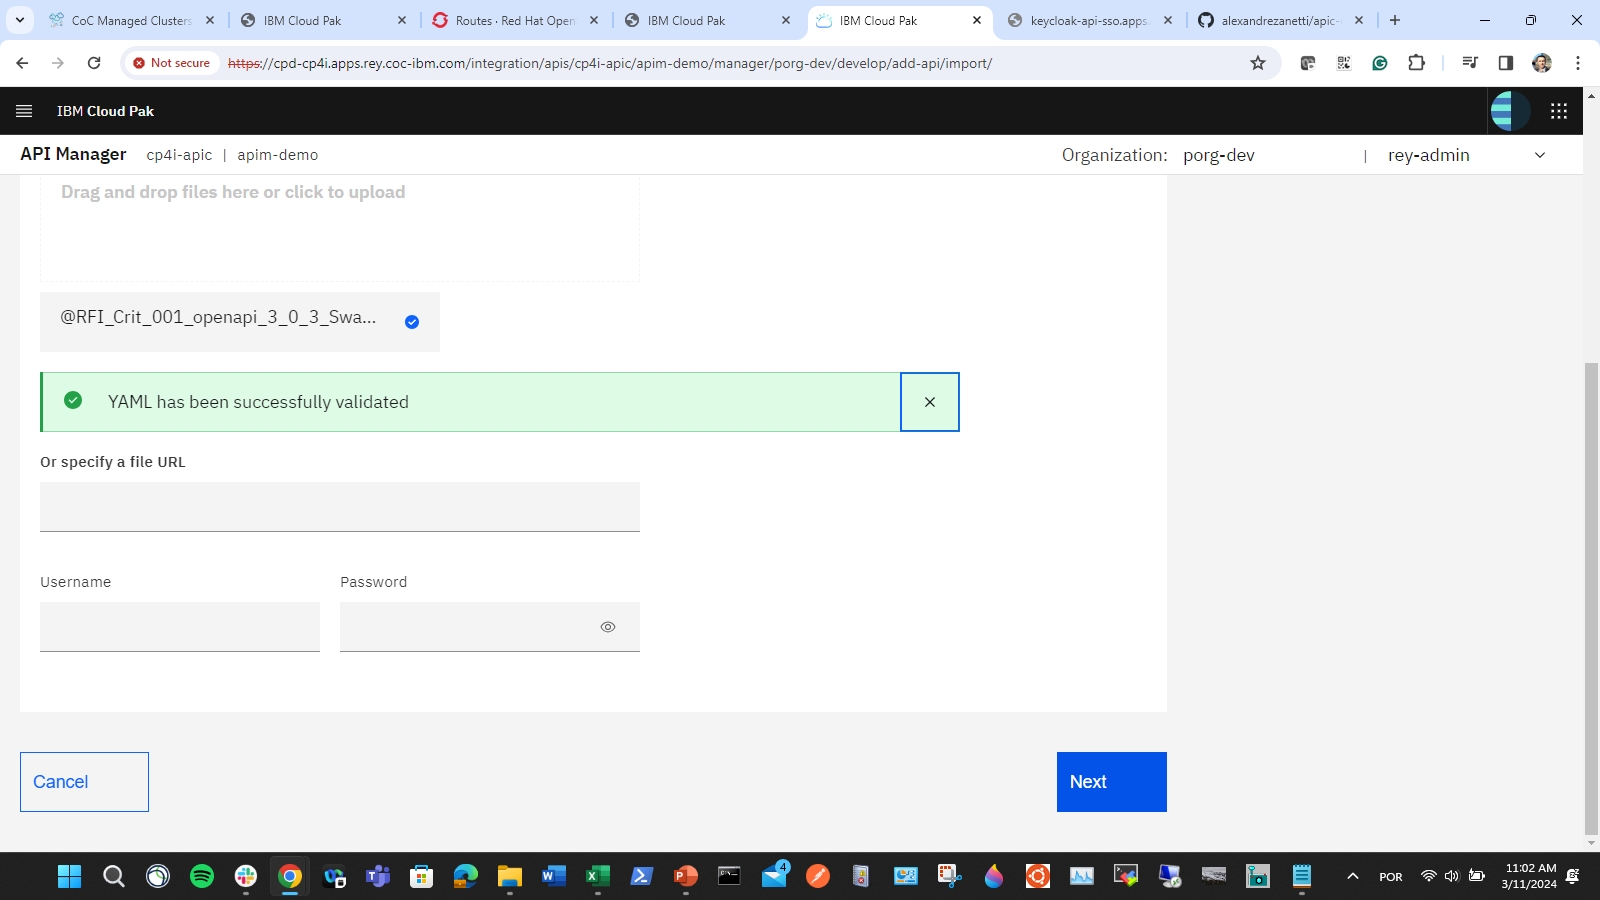 CoC Managed Clusters
IBM Cloud Pak
Routes · Red Hat Open
IBM Cloud Pak
IBM Cloud Pak
keycloak-api-sso.apps.
alexandrezanetti/apic-
Not secure
https://cpd-cp4i.apps.rey.coc-ibm.com/integration/apis/cp4i-apic/apim-demo/manager/porg-dev/develop/add-api/import/
IBM Cloud Pak
API Manager cp4i-apic | apim-demo
Organization: porg-dev | rey-admin
Drag and drop files here or click to upload
@RFI_Crit_001_openapi_3_0_3_Swa...
YAML has been successfully validated
Or specify a file URL
Username Password
Cancel Next
4
POR
11:02 AM
3/11/2024